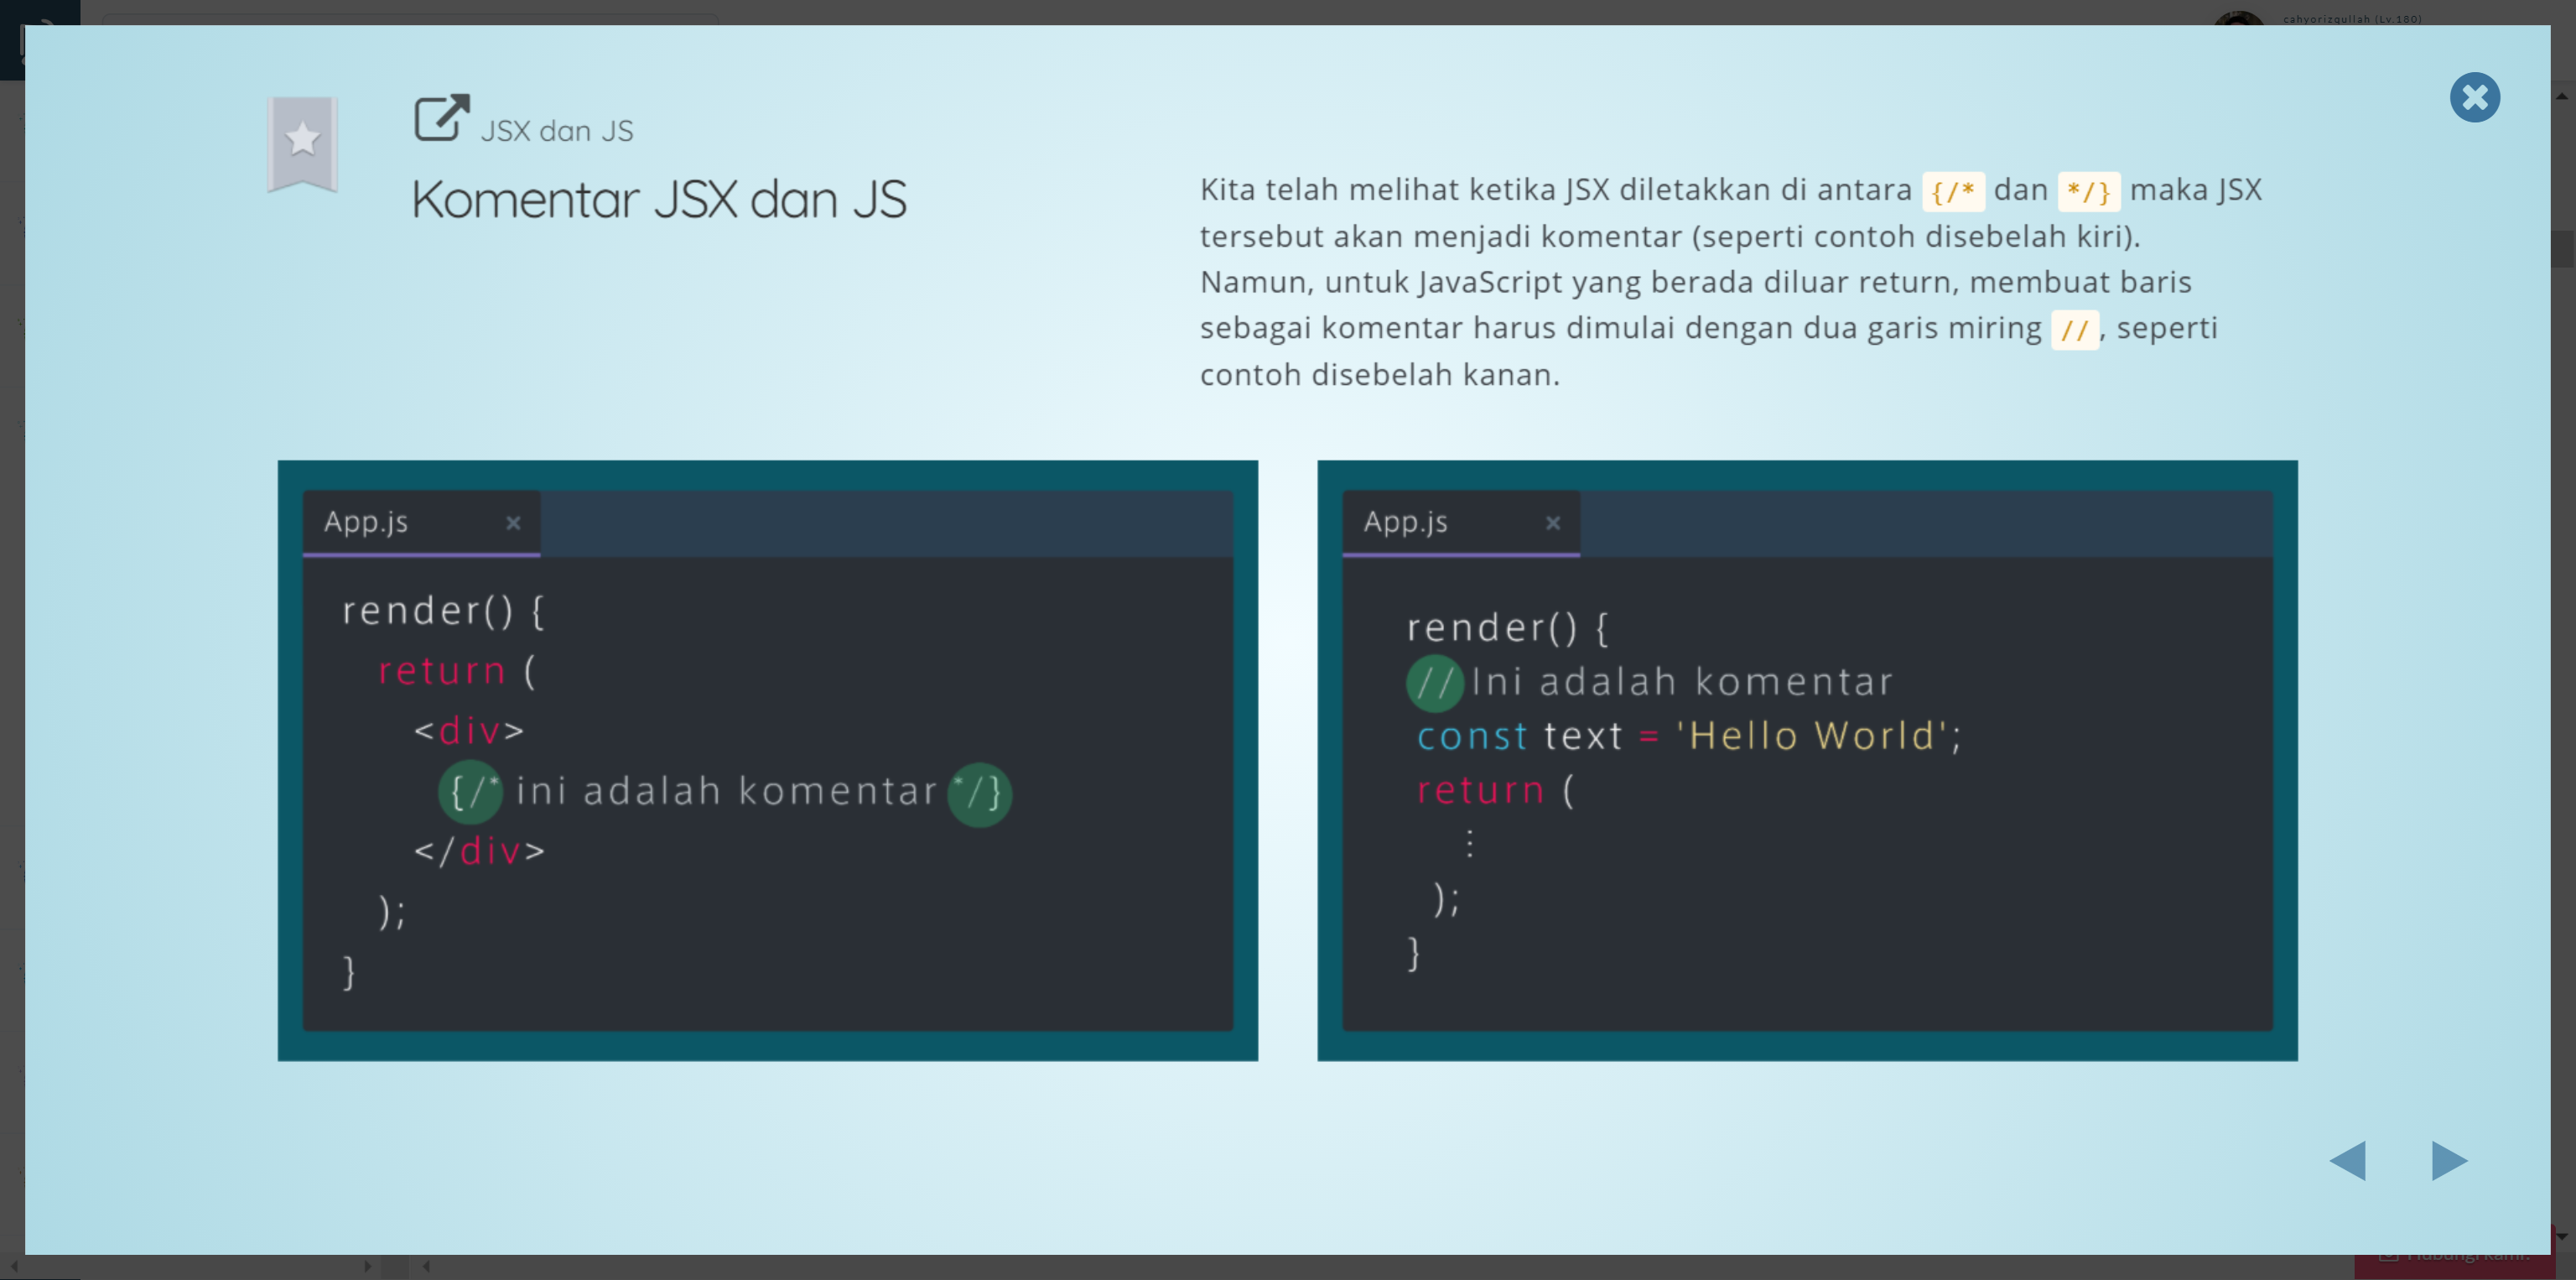 cahyorizqullah (Lv.180)
JSX dan JS
Komentar JSX dan JS
Kita telah melihat ketika JSX diletakkan di antara {/* dan */} maka JSX
tersebut akan menjadi komentar (seperti contoh disebelah kiri).
Namun, untuk JavaScript yang berada diluar return, membuat baris
sebagai komentar harus dimulai dengan dua garis miring //, seperti
contoh disebelah kanan.
App.js ×
render() {
return (
<div>
{/* ini adalah komentar */}
</div>
);
}
App.js ×
render() {
// Ini adalah komentar
const text = 'Hello World';
return (
⋮
);
}